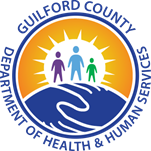 GUILFORD COUNTY
DEPARTMENT OF HEALTH & HUMAN SERVICES